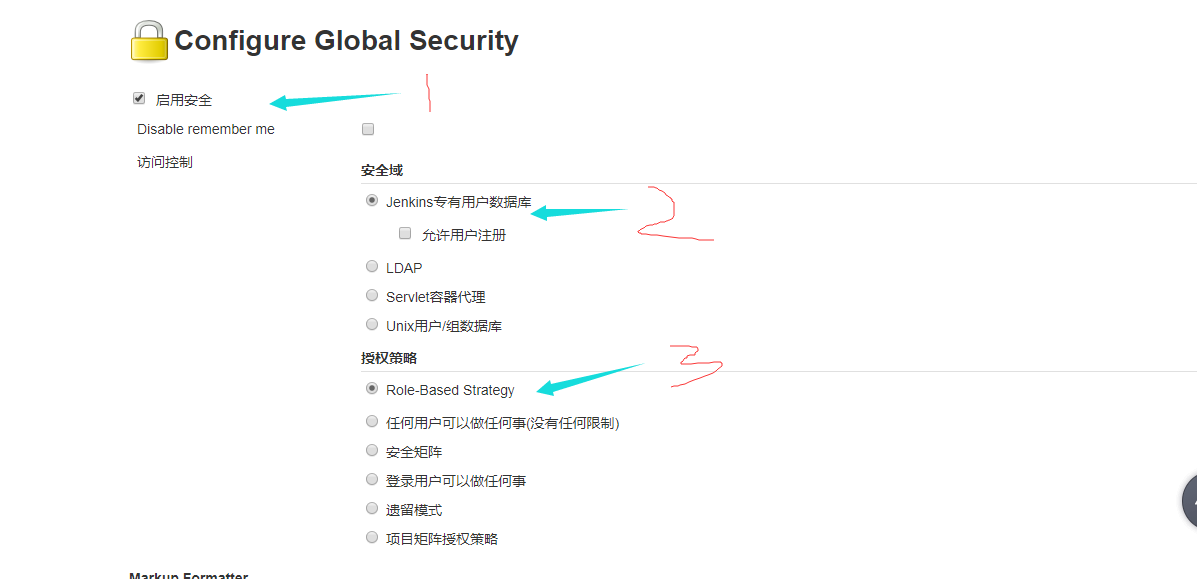 Configure Global Security
启用安全
1
Disable remember me
访问控制
安全域
Jenkins专有用户数据库
2
允许用户注册
LDAP
Servlet容器代理
Unix用户/组数据库
授权策略
3
Role-Based Strategy
任何用户可以做任何事(没有任何限制)
安全矩阵
登录用户可以做任何事
遗留模式
项目矩阵授权策略
Markup Formatter